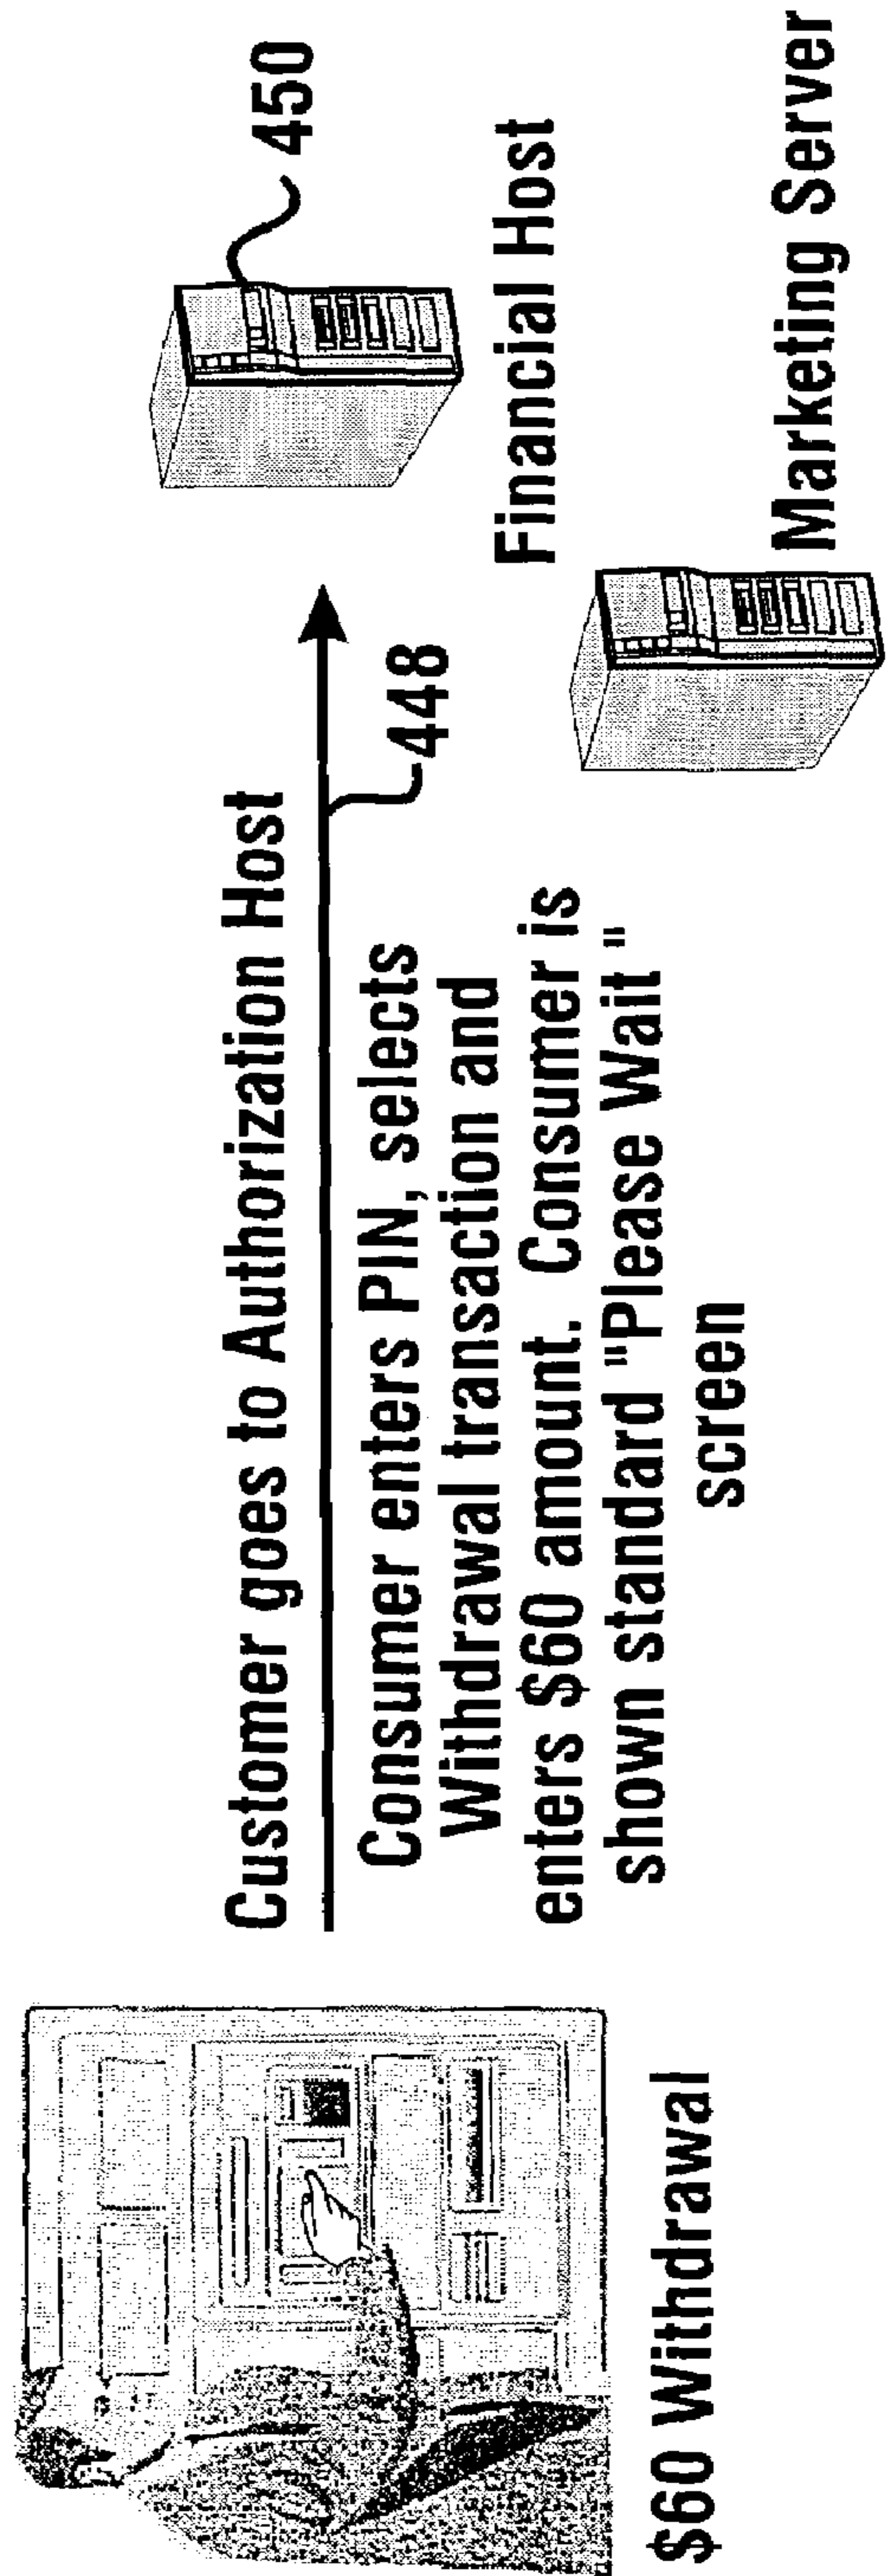 Customer goes to Authorization Host
448
Consumer enters PIN, selects
Withdrawal transaction and
enters $60 amount. Consumer is
shown standard "Please Wait "
screen
450
Financial Host
Marketing Server
$60 Withdrawal